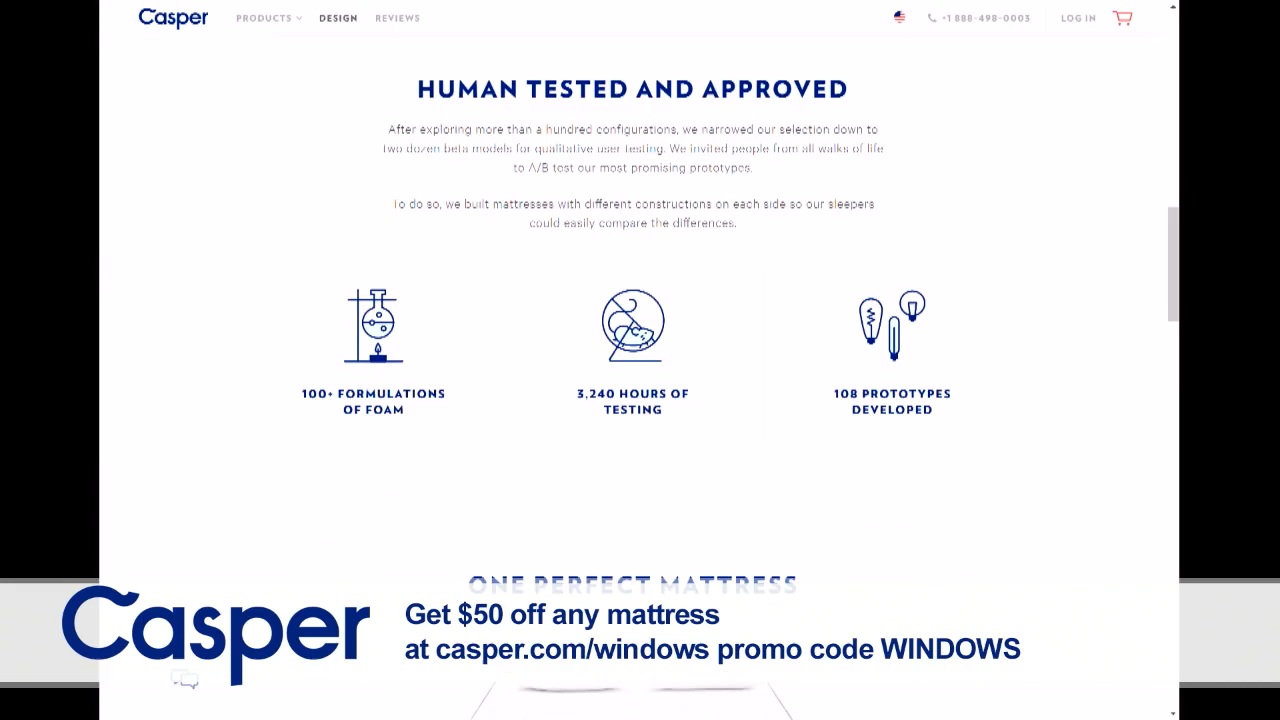 Casper PRODUCTS DESIGN REVIEWS +1 888-498-0003 LOG IN
HUMAN TESTED AND APPROVED
After exploring more than a hundred configurations, we narrowed our selection down to
two dozen beta models for qualitative user testing. We invited people from all walks of life
to A/B test our most promising prototypes.
To do so, we built mattresses with different constructions on each side so our sleepers
could easily compare the differences.
100+ FORMULATIONS
OF FOAM
3,240 HOURS OF
TESTING
108 PROTOTYPES
DEVELOPED
ONE PERFECT MATTRESS
Casper
Get $50 off any mattress
at casper.com/windows promo code WINDOWS